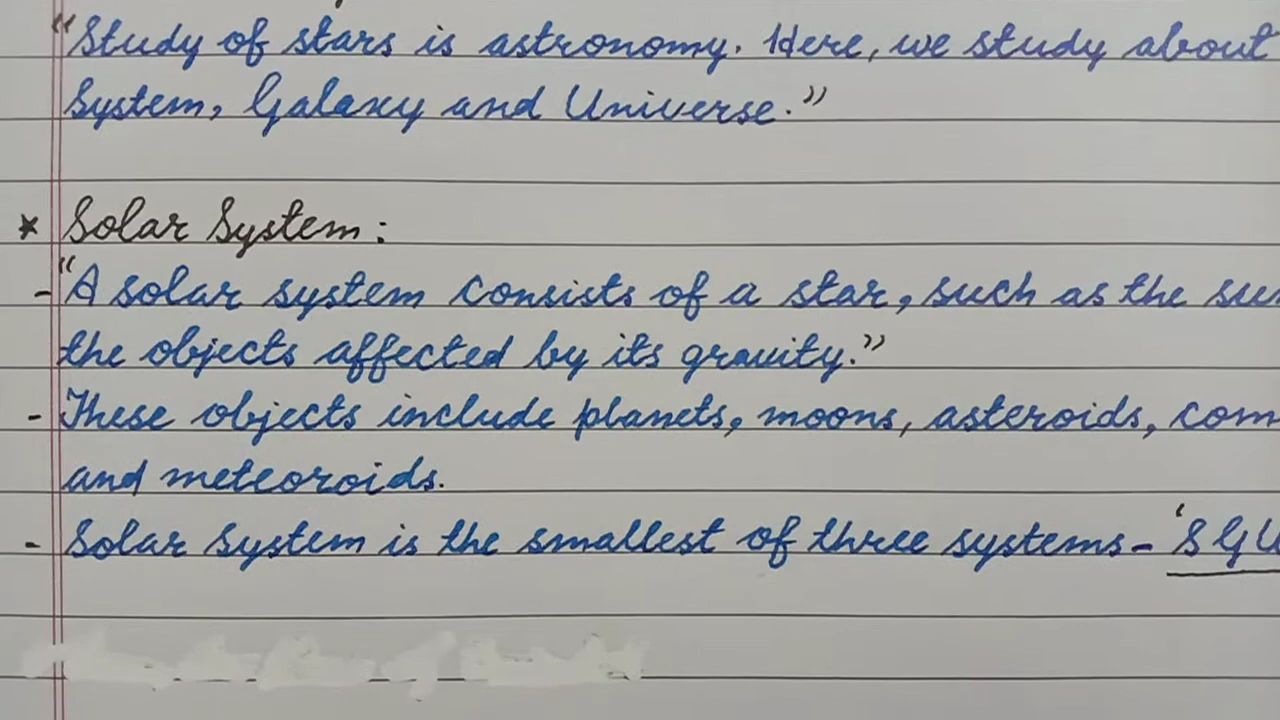 "Study of stars is astronomy. Here, we study about
System, Galaxy and Universe."
* Solar System:
- "A solar system consists of a star, such as the
the objects affected by its gravity."
- These objects include planets, moons, asteroids,
and meteoroids.
- Solar System is the smallest of three systems-